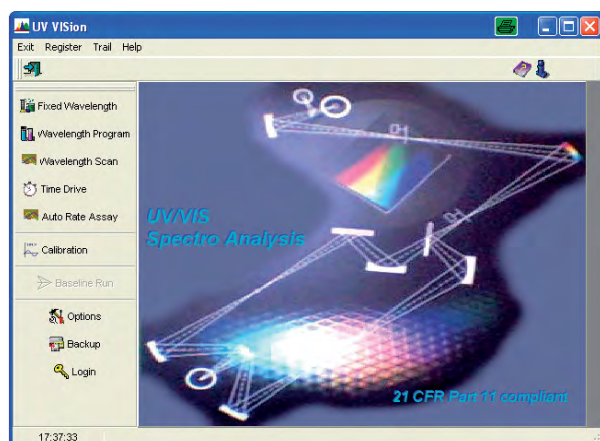 UV VISion
Exit Register Trail Help
Fixed Wavelength
Wavelength Program
Wavelength Scan
Time Drive
Auto Rate Assay
Calibration
Baseline Run
Options
Backup
Login
UV/VIS
Spectro Analysis
21 CFR Part 11 compliant
17:37:33